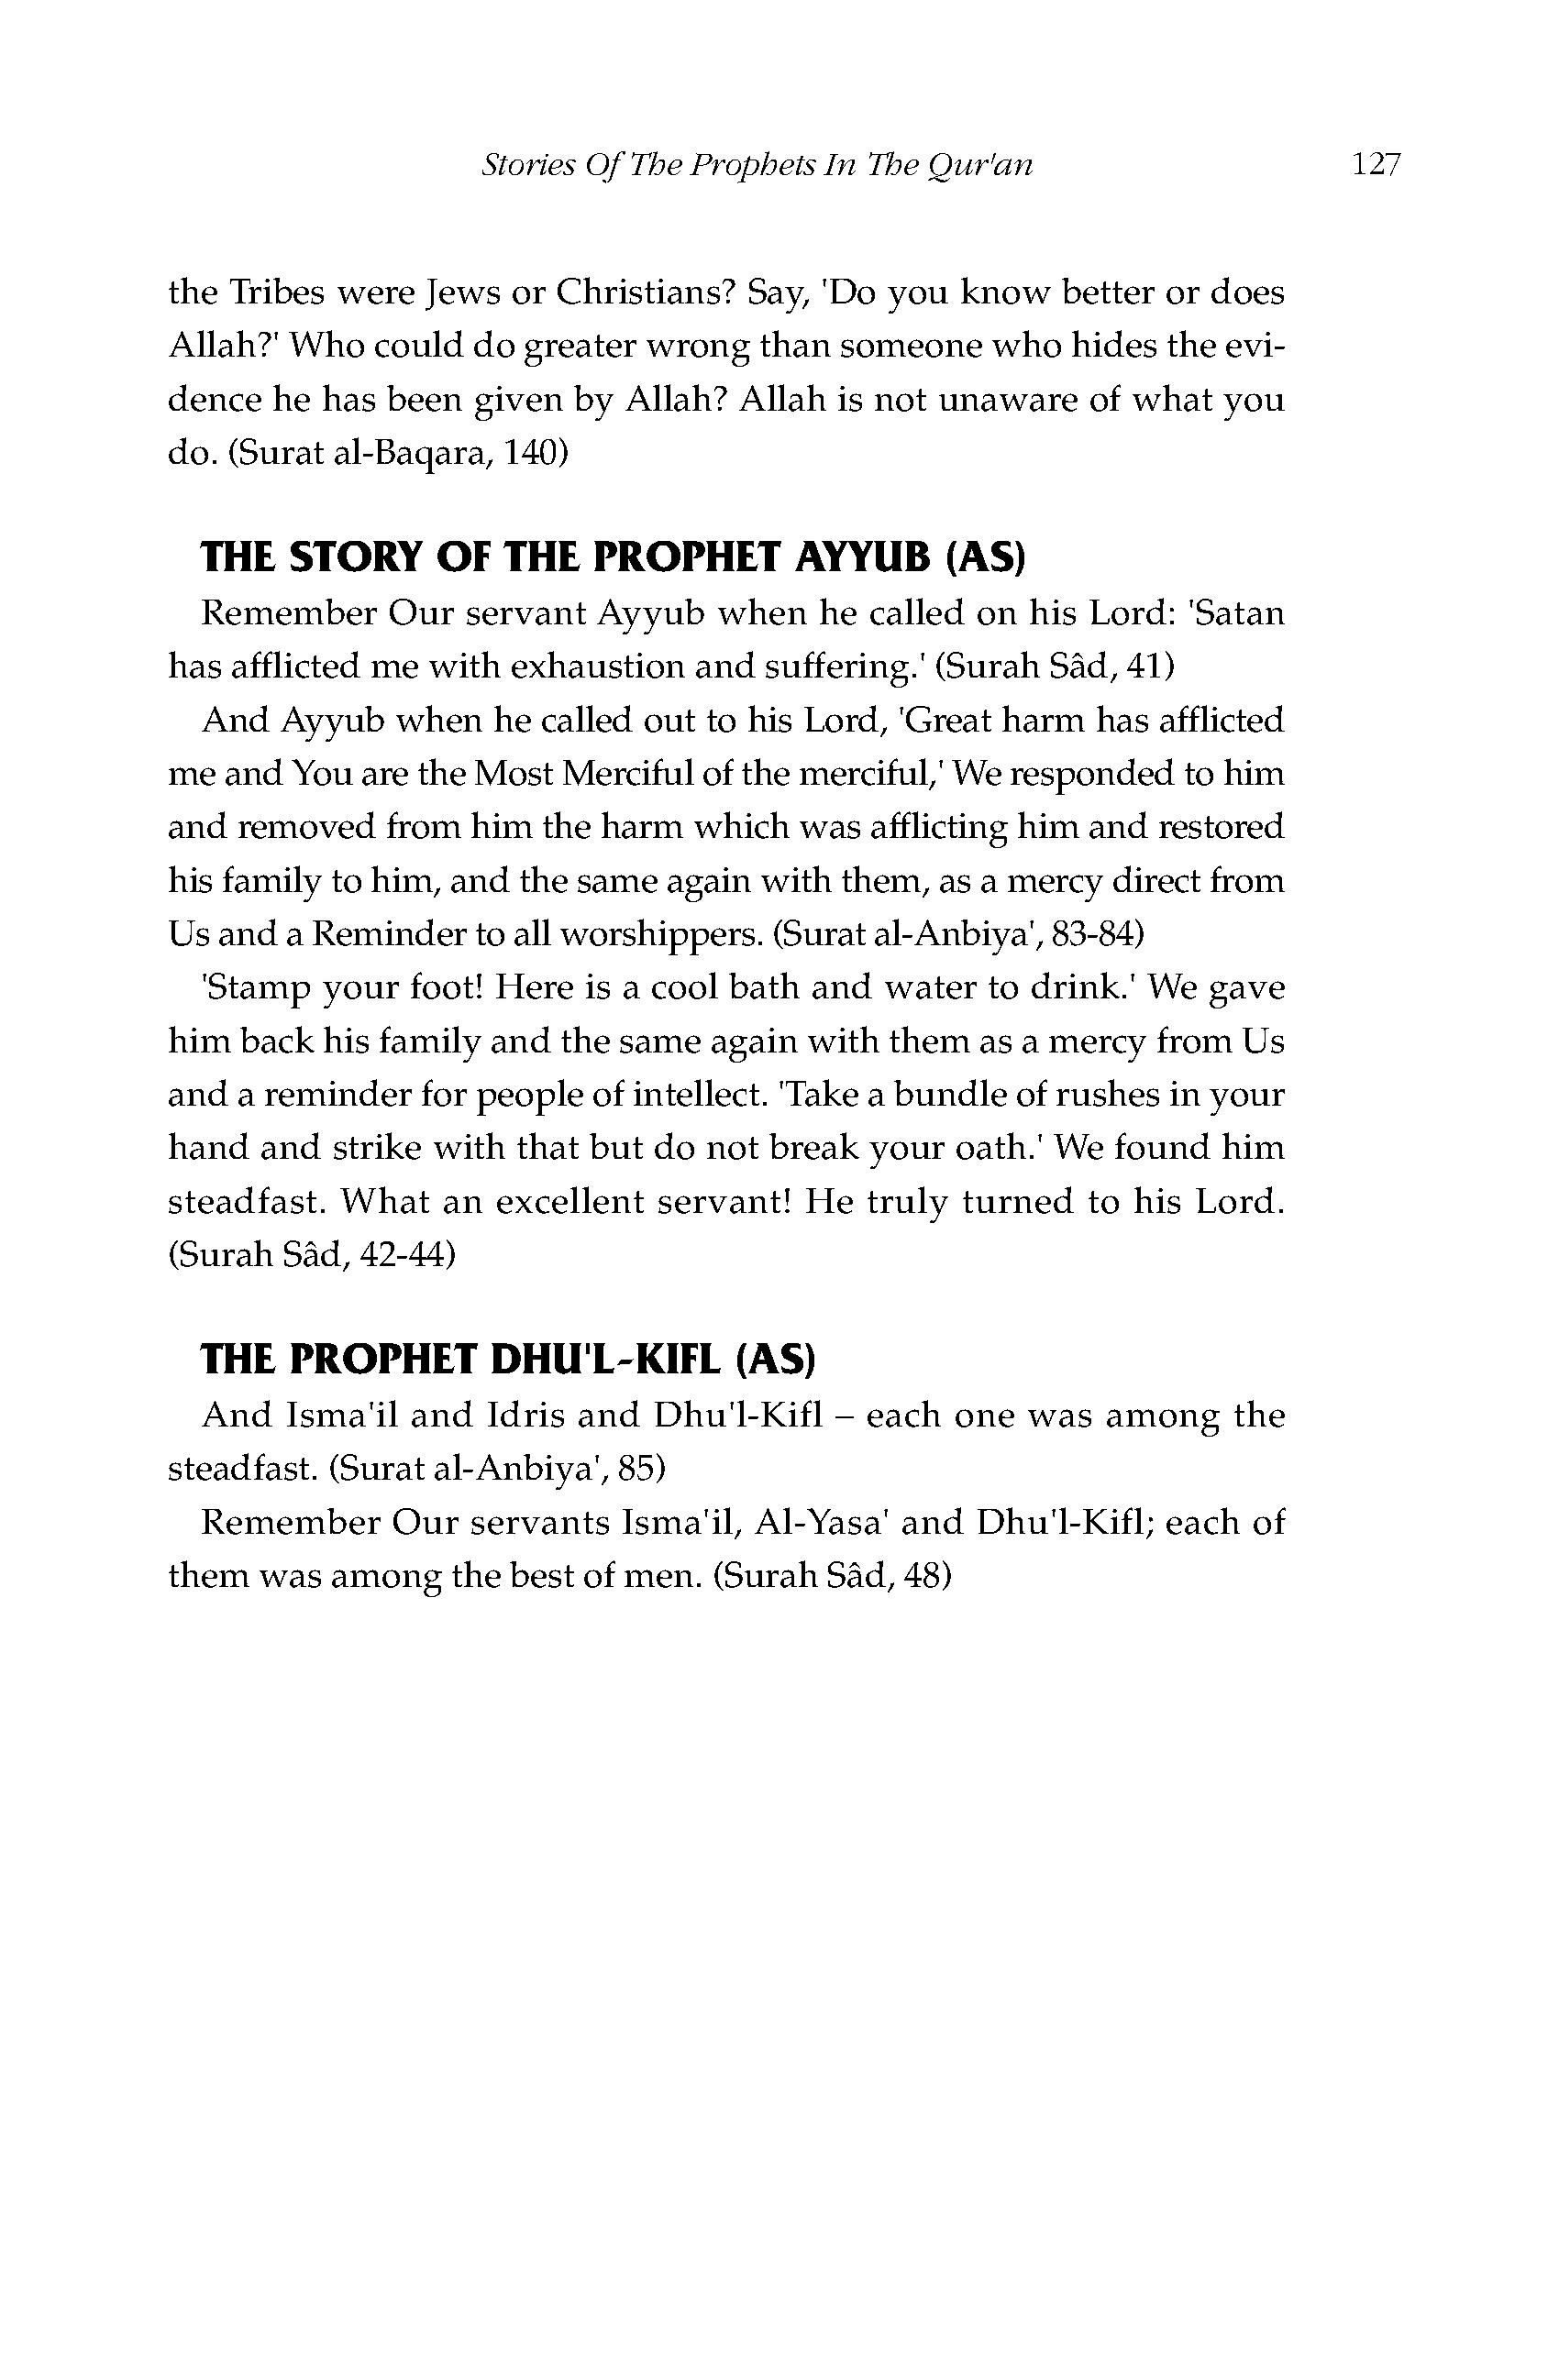 Stories Of The Prophets In The Qur'an 127
the Tribes were Jews or Christians? Say, 'Do you know better or does
Allah?' Who could do greater wrong than someone who hides the evi-
dence he has been given by Allah? Allah is not unaware of what you
do. (Surat al-Baqara, 140)
THE STORY OF THE PROPHET AYYUB (AS)
Remember Our servant Ayyub when he called on his Lord: 'Satan
has afflicted me with exhaustion and suffering.' (Surah Sâd, 41)
And Ayyub when he called out to his Lord, 'Great harm has afflicted
me and You are the Most Merciful of the merciful,' We responded to him
and removed from him the harm which was afflicting him and restored
his family to him, and the same again with them, as a mercy direct from
Us and a Reminder to all worshippers. (Surat al-Anbiya', 83-84)
'Stamp your foot! Here is a cool bath and water to drink.' We gave
him back his family and the same again with them as a mercy from Us
and a reminder for people of intellect. 'Take a bundle of rushes in your
hand and strike with that but do not break your oath.' We found him
steadfast. What an excellent servant! He truly turned to his Lord.
(Surah Sâd, 42-44)
THE PROPHET DHU'L-KIFL (AS)
And Isma'il and Idris and Dhu'l-Kifl – each one was among the
steadfast. (Surat al-Anbiya', 85)
Remember Our servants Isma'il, Al-Yasa' and Dhu'l-Kifl; each of
them was among the best of men. (Surah Sâd, 48)